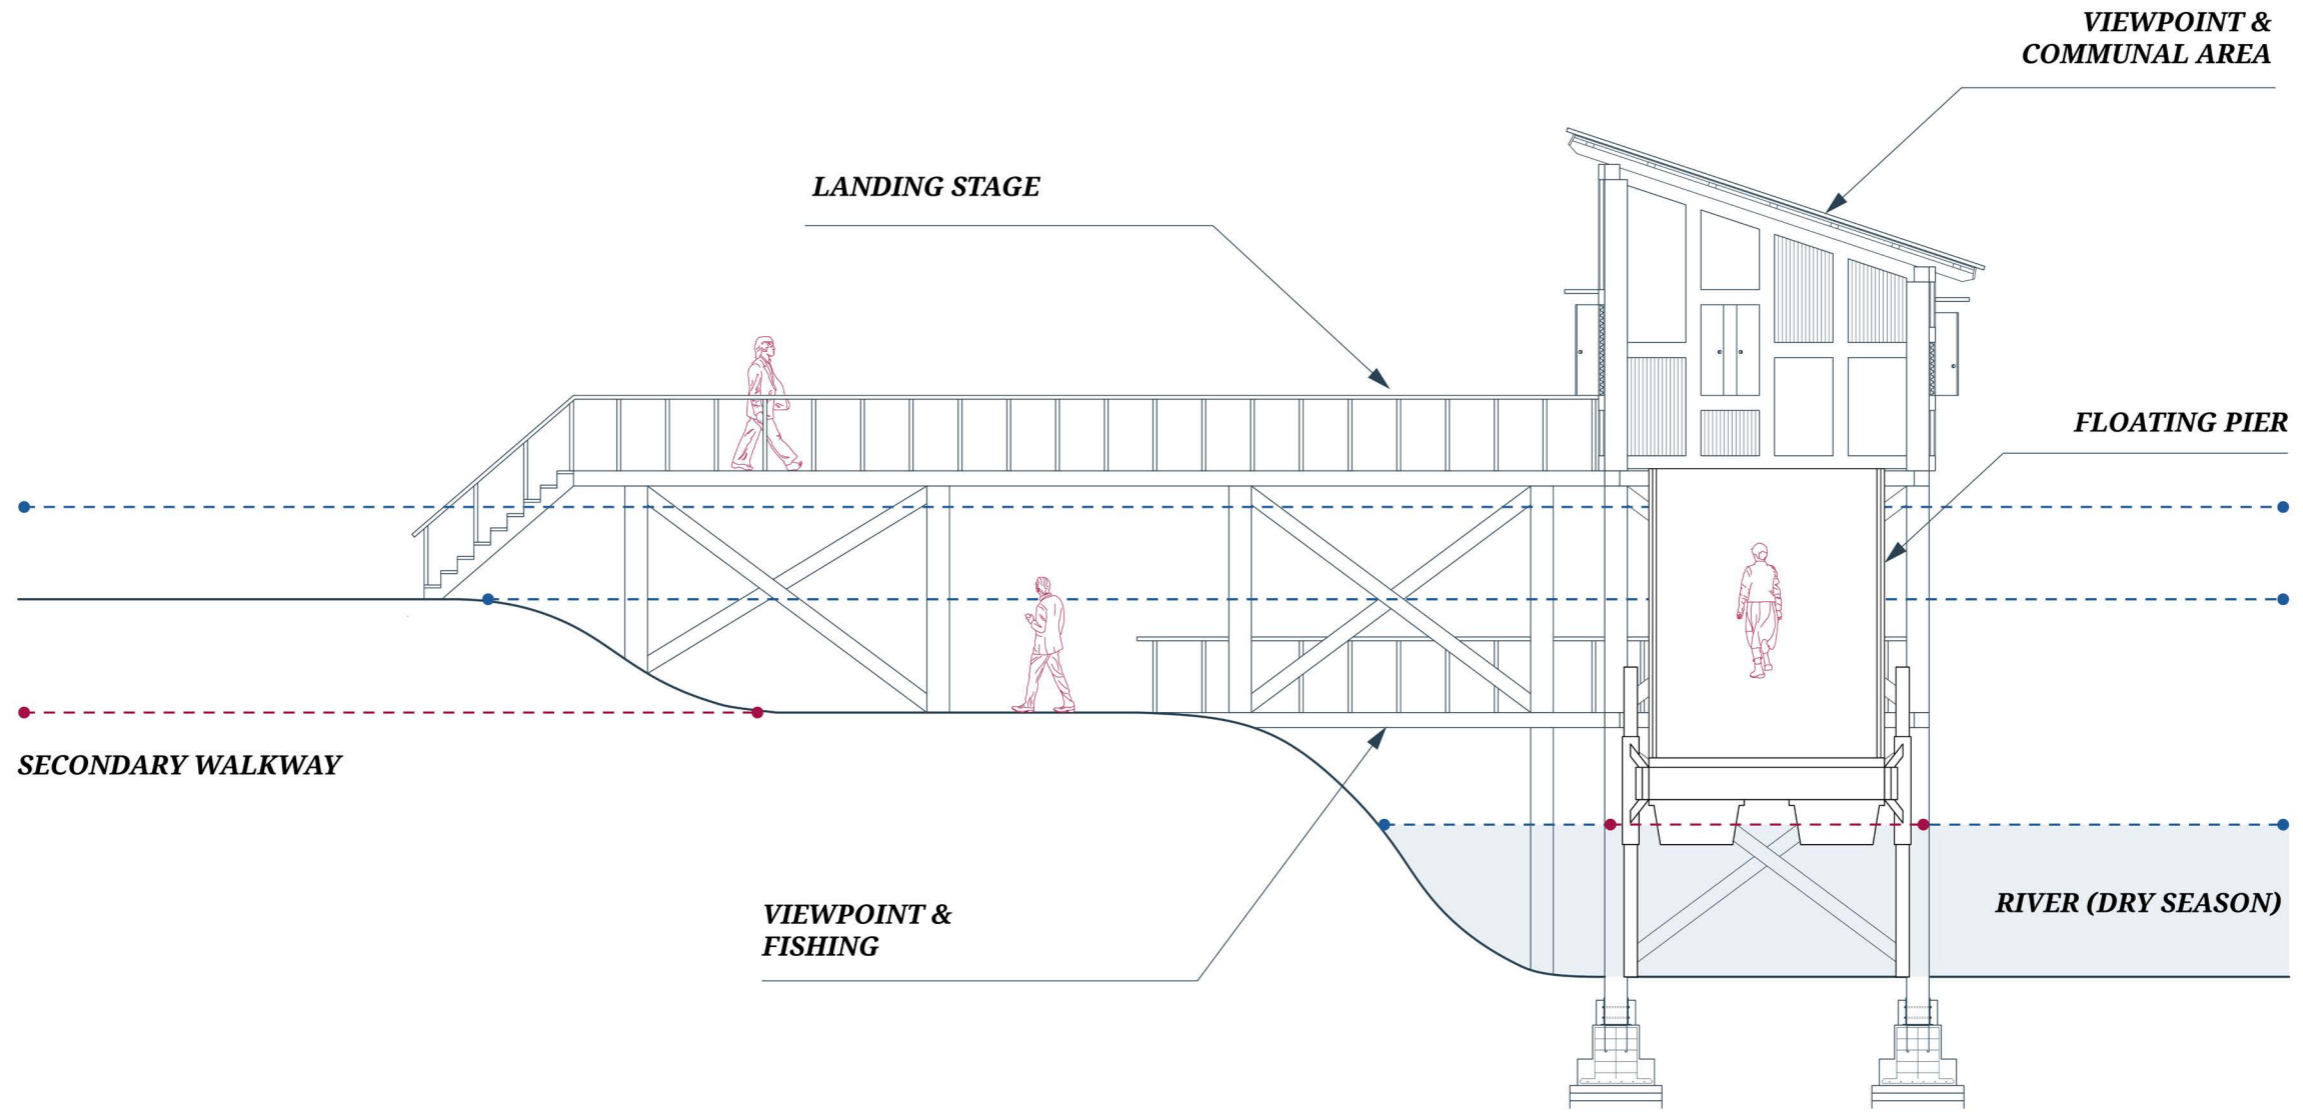 VIEWPOINT &
COMMUNAL AREA
LANDING STAGE
FLOATING PIER
SECONDARY WALKWAY
VIEWPOINT &
FISHING
RIVER (DRY SEASON)